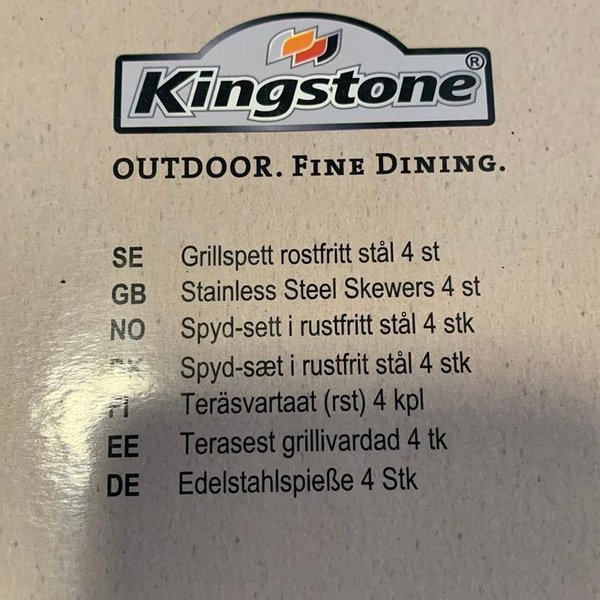 Kingstone®
OUTDOOR. FINE DINING.
SE Grillspett rostfritt stål 4 st
GB Stainless Steel Skewers 4 st
NO Spyd-sett i rustfritt stål 4 stk
Spyd-sæt i rustfrit stål 4 stk
FI Teräsvartaat (rst) 4 kpl
EE Terasest grillivardad 4 tk
DE Edelstahlspieße 4 Stk